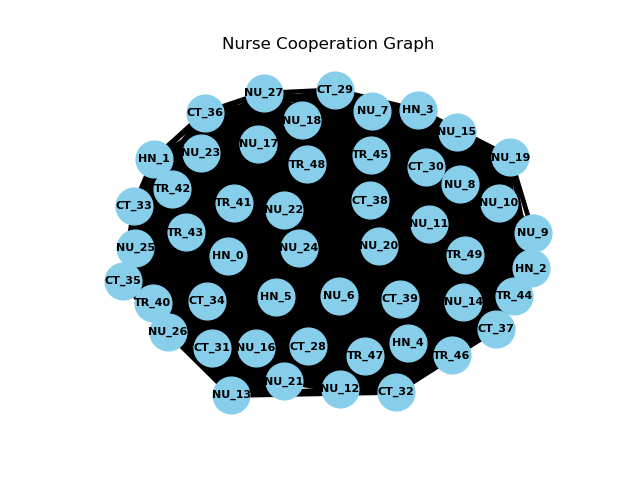 Nurse Cooperation Graph
NU_27
CT_29
CT_36
NU_18
NU_7
HN_3
NU_15
NU_17
NU_23
HN_1
TR_48
TR_45
CT_30
NU_19
TR_42
NU_8
CT_33
TR_41
NU_22
CT_38
NU_10
NU_11
TR_43
NU_9
NU_25
HN_0
NU_24
NU_20
TR_49
HN_2
CT_35
TR_40
CT_34
HN_5
NU_6
CT_39
NU_14
TR_44
NU_26
CT_37
CT_31
NU_16
CT_28
TR_47
HN_4
TR_46
NU_13
NU_21
NU_12
CT_32